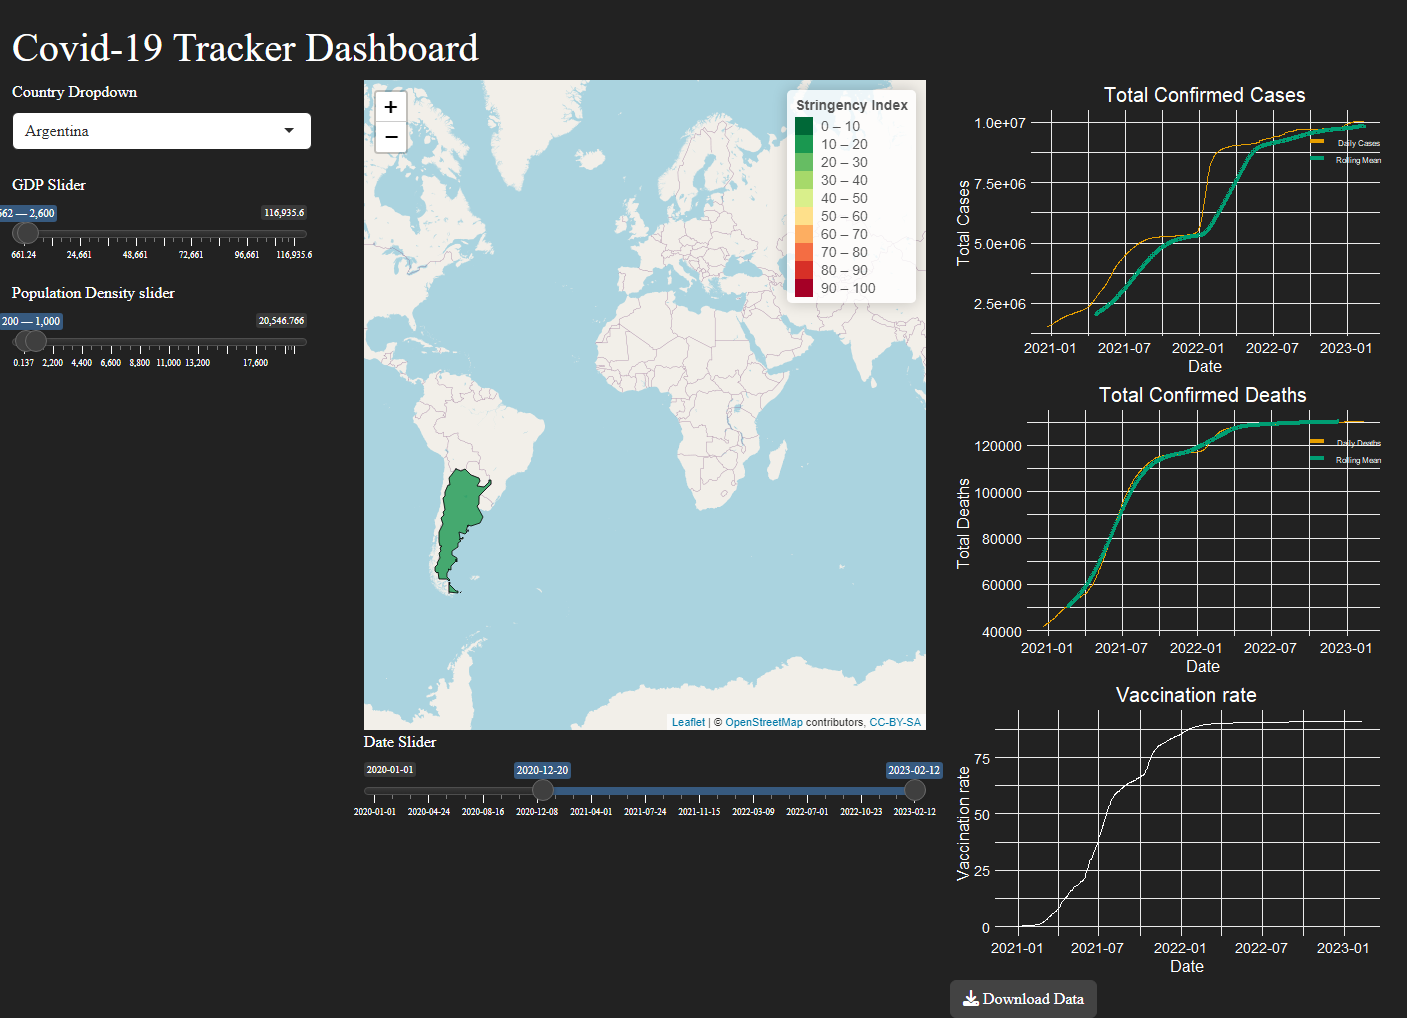 Covid-19 Tracker Dashboard
Country Dropdown
Argentina
GDP Slider
562 — 2,600
116,935.6
661.24 24,661 48,661 72,661 96,661 116,935.6
Population Density slider
200 — 1,000
20,546.766
0.137 2,200 4,400 6,600 8,800 11,000 13,200 17,600
+
−
Stringency Index
0 – 10
10 – 20
20 – 30
30 – 40
40 – 50
50 – 60
60 – 70
70 – 80
80 – 90
90 – 100
Leaflet | © OpenStreetMap contributors, CC-BY-SA
Date Slider
2020-01-01
2020-12-20
2023-02-12
2020-01-01 2020-04-24 2020-08-16 2020-12-08 2021-04-01 2021-07-24 2021-11-15 2022-03-09 2022-07-01 2022-10-23 2023-02-12
Total Confirmed Cases
Total Cases
1.0e+07
7.5e+06
5.0e+06
2.5e+06
Daily Cases
Rolling Mean
2021-01 2021-07 2022-01 2022-07 2023-01
Date
Total Confirmed Deaths
Total Deaths
120000
100000
80000
60000
40000
Daily Deaths
Rolling Mean
2021-01 2021-07 2022-01 2022-07 2023-01
Date
Vaccination rate
Vaccination rate
75
50
25
0
2021-01 2021-07 2022-01 2022-07 2023-01
Date
Download Data